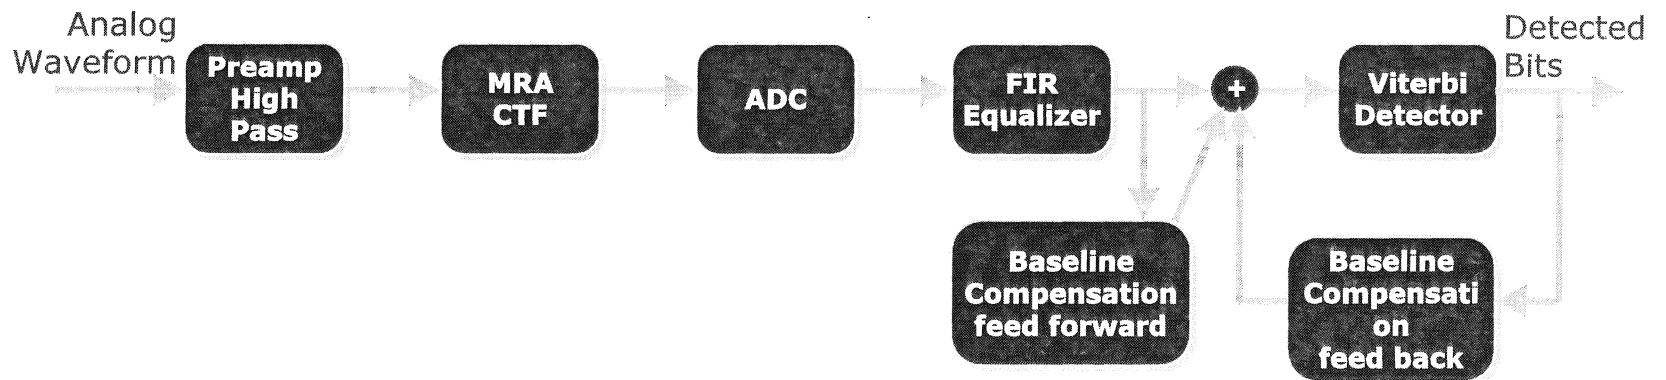 Analog
Waveform
Preamp
High
Pass
MRA
CTF
ADC
FIR
Equalizer
+
Viterbi
Detector
Detected
Bits
Baseline
Compensation
feed forward
Baseline
Compensati
on
feed back